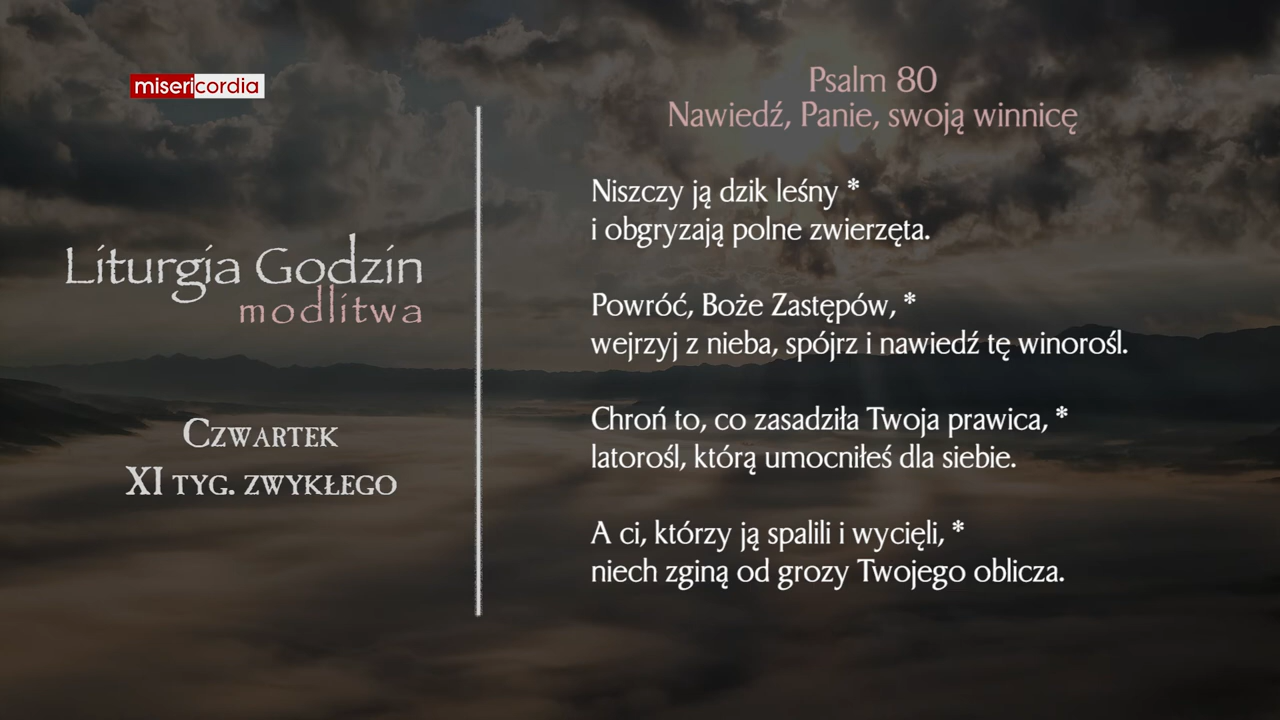 misericordia
Liturgia Godzin
modlitwa
Czwartek
XI tyg. zwykłego
Psalm 80
Nawiedź, Panie, swoją winnicę
Niszczy ją dzik leśny *
i obgryzają polne zwierzęta.
Powróć, Boże Zastępów, *
wejrzyj z nieba, spójrz i nawiedź tę winorośl.
Chroń to, co zasadziła Twoja prawica, *
latorośl, którą umocniłeś dla siebie.
A ci, którzy ją spalili i wycięli, *
niech zginą od grozy Twojego oblicza.